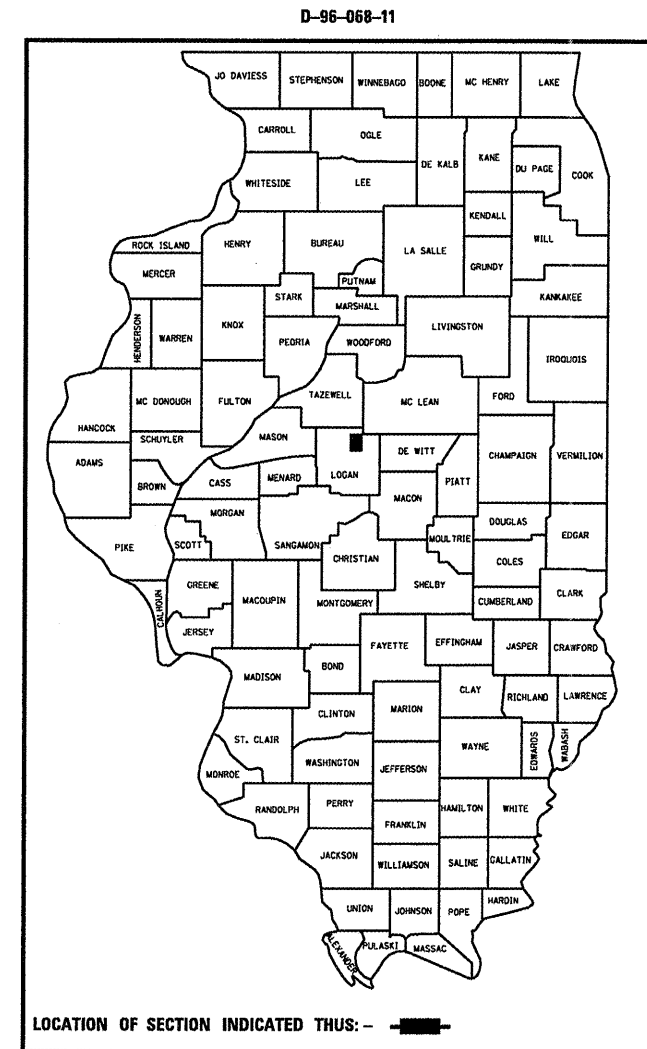 D-96-068-11
JO DAVIESS STEPHENSON WINNEBAGO BOONE MC HENRY LAKE
CARROLL OGLE DE KALB KANE DU PAGE COOK
WHITESIDE LEE KENDALL WILL
ROCK ISLAND HENRY BUREAU LA SALLE GRUNDY
MERCER PUTNAM KANKAKEE
STARK MARSHALL
HENDERSON WARREN KNOX PEORIA WOODFORD LIVINGSTON IROQUOIS
HANCOCK MC DONOUGH FULTON TAZEWELL MC LEAN FORD
SCHUYLER MASON DE WITT
ADAMS BROWN CASS MENARD LOGAN PIATT CHAMPAIGN VERMILION
MORGAN MACON
PIKE SCOTT SANGAMON CHRISTIAN MOULTRIE DOUGLAS EDGAR
COLES
CALHOUN GREENE MACOUPIN MONTGOMERY SHELBY CUMBERLAND CLARK
JERSEY FAYETTE EFFINGHAM JASPER CRAWFORD
MADISON BOND CLAY RICHLAND LAWRENCE
CLINTON MARION
ST. CLAIR WASHINGTON WAYNE EDWARDS WABASH
MONROE JEFFERSON
RANDOLPH PERRY HAMILTON WHITE
FRANKLIN
JACKSON WILLIAMSON SALINE GALLATIN
UNION JOHNSON POPE HARDIN
ALEXANDER PULASKI MASSAC
LOCATION OF SECTION INDICATED THUS: -